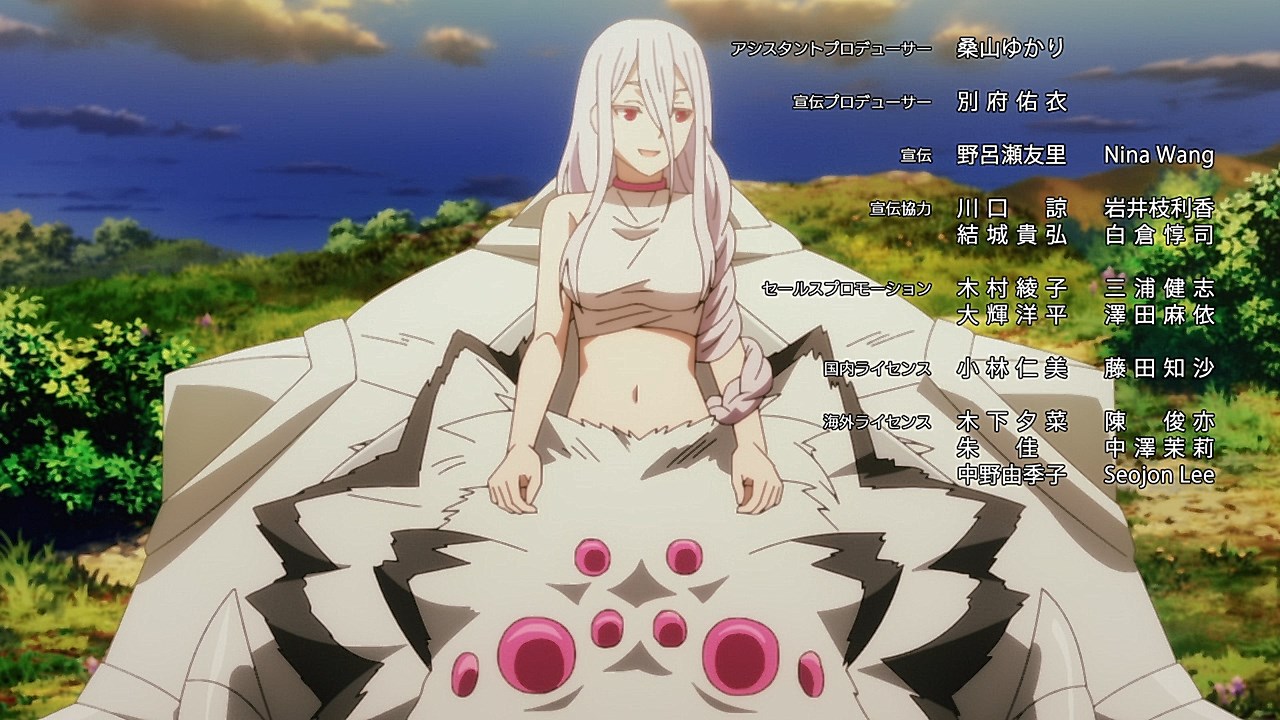 アシスタントプロデューサー 桑山ゆかり
宣伝プロデューサー 別府佑衣
宣伝 野呂瀬友里 Nina Wang
宣伝協力 川口 諒 岩井枝利香
結城貴弘 白倉惇司
セールスプロモーション 木村綾子 三浦健志
大輝洋平 澤田麻依
国内ライセンス 小林仁美 藤田知沙
海外ライセンス 木下夕菜 陳 俊亦
朱 佳 中澤茉莉
中野由季子 Seojon Lee